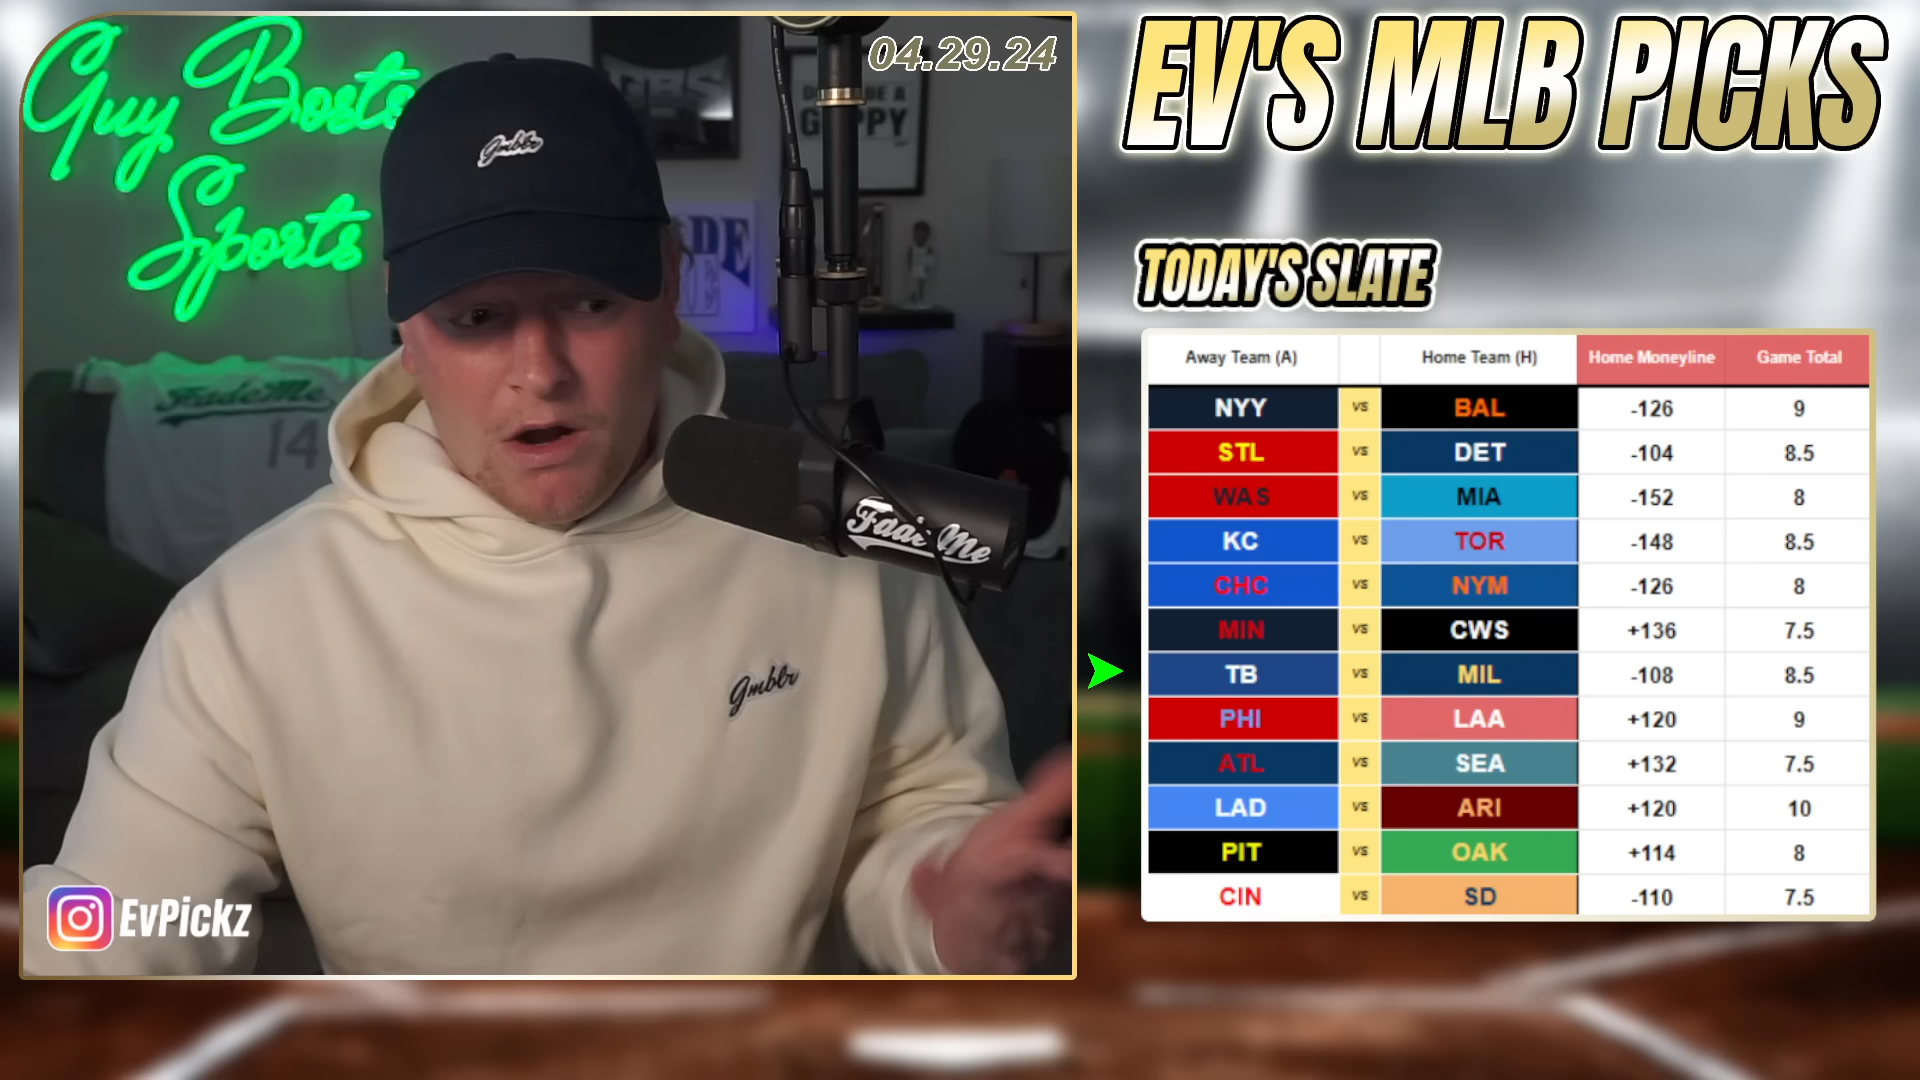 Guy Bosto
Sports
04.29.24
Gmblr
FadeMe
14
Gmblr
EvPickz
EV'S MLB PICKS
TODAY'S SLATE
Away Team (A) Home Team (H) Home Moneyline Game Total
NYY VS BAL -126 9
STL VS DET -104 8.5
WAS VS MIA -152 8
KC VS TOR -148 8.5
CHC VS NYM -126 8
MIN VS CWS +136 7.5
TB VS MIL -108 8.5
PHI VS LAA +120 9
ATL VS SEA +132 7.5
LAD VS ARI +120 10
PIT VS OAK +114 8
CIN VS SD -110 7.5